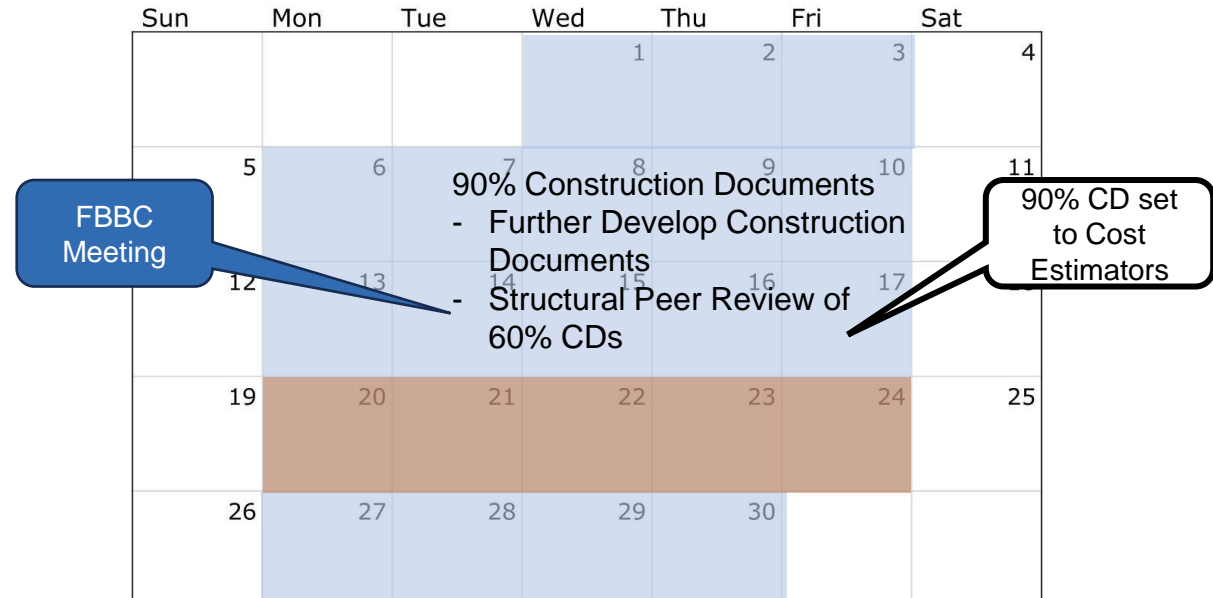 Sun Mon Tue Wed Thu Fri Sat
1 2 3 4
5 6 7 8 9 10 11
90% Construction Documents
- Further Develop Construction
Documents
- Structural Peer Review of
60% CDs
FBBC
Meeting
90% CD set
to Cost
Estimators
12 13 14 15 16 17
19 20 21 22 23 24 25
26 27 28 29 30